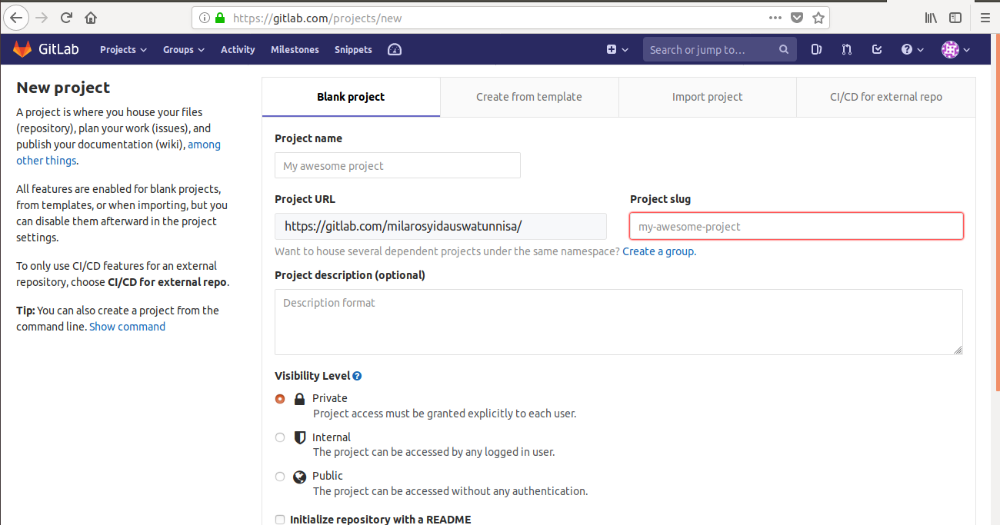 https://gitlab.com/projects/new
GitLab Projects Groups Activity Milestones Snippets Search or jump to…
New project
A project is where you house your files
(repository), plan your work (issues), and
publish your documentation (wiki), among
other things.
All features are enabled for blank projects,
from templates, or when importing, but you
can disable them afterward in the project
settings.
To only use CI/CD features for an external
repository, choose CI/CD for external repo.
Tip: You can also create a project from the
command line. Show command
Blank project Create from template Import project CI/CD for external repo
Project name
My awesome project
Project URL Project slug
https://gitlab.com/milarosyidauswatunnisa/ my-awesome-project
Want to house several dependent projects under the same namespace? Create a group.
Project description (optional)
Description format
Visibility Level
Private
Project access must be granted explicitly to each user.
Internal
The project can be accessed by any logged in user.
Public
The project can be accessed without any authentication.
Initialize repository with a README